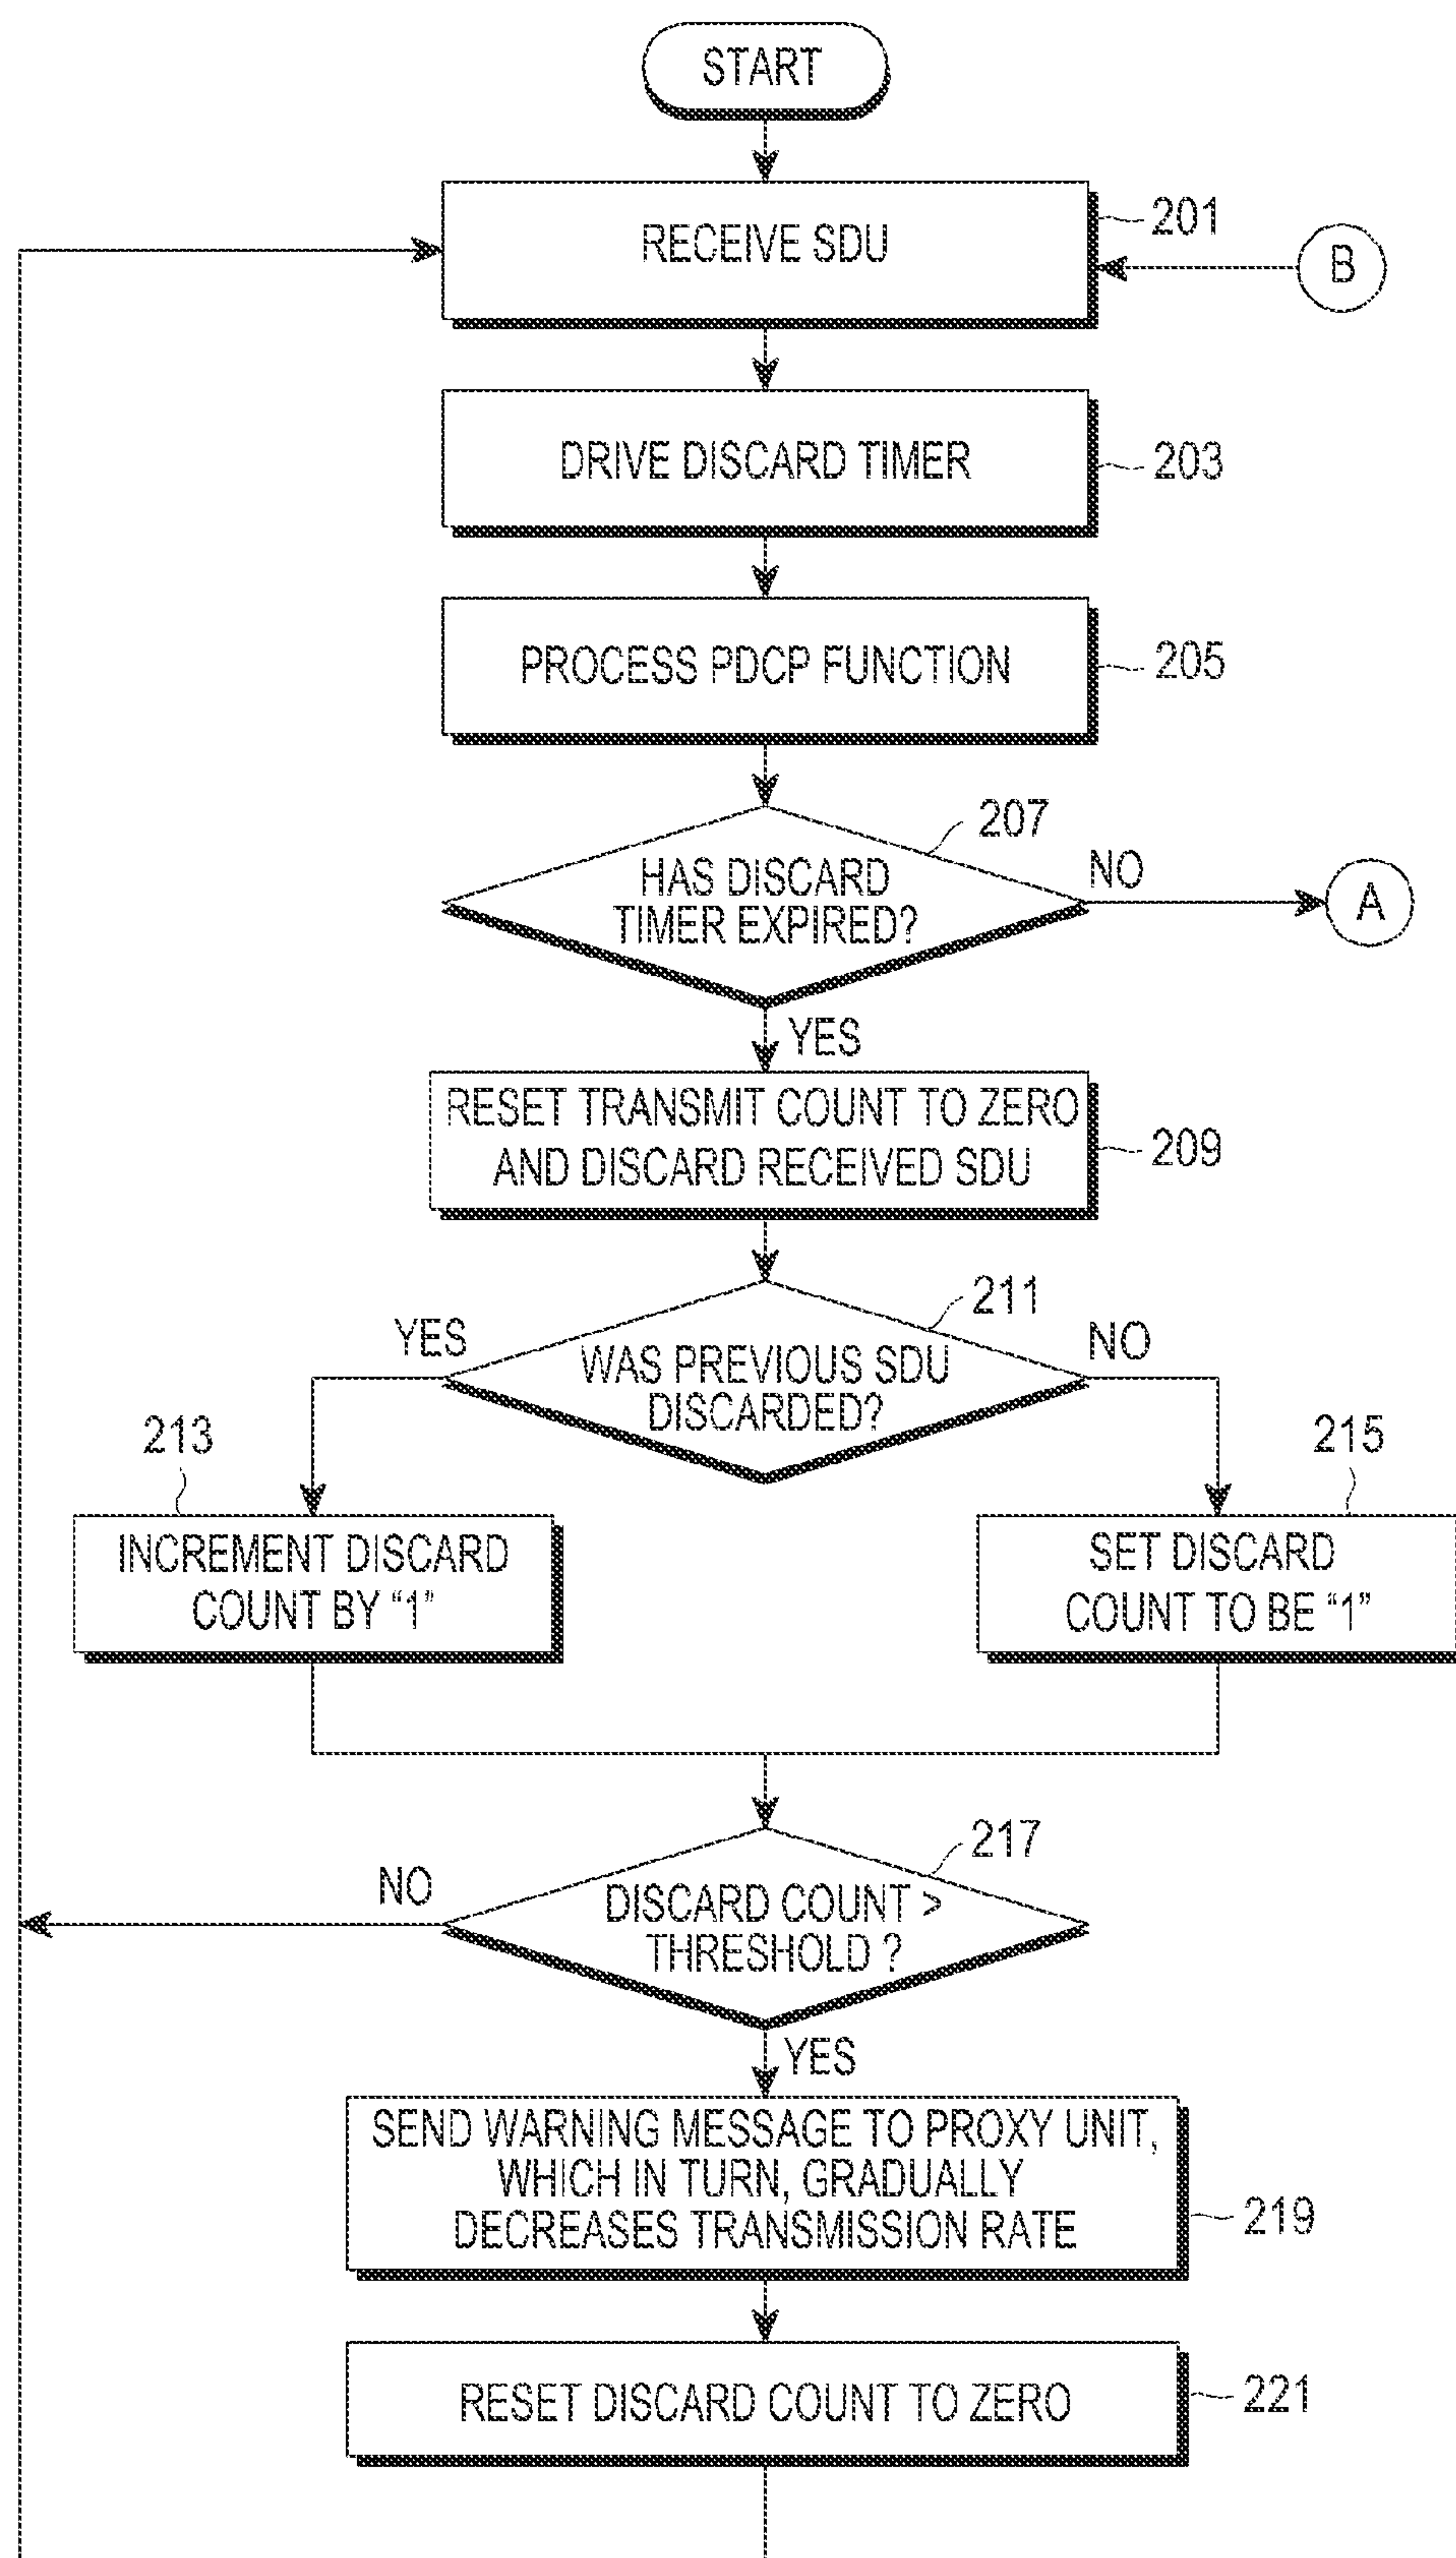 START
RECEIVE SDU
201
B
DRIVE DISCARD TIMER
203
PROCESS PDCP FUNCTION
205
207
HAS DISCARD
TIMER EXPIRED?
NO
A
YES
RESET TRANSMIT COUNT TO ZERO
AND DISCARD RECEIVED SDU
209
211
YES
WAS PREVIOUS SDU
DISCARDED?
NO
213
INCREMENT DISCARD
COUNT BY “1”
215
SET DISCARD
COUNT TO BE “1”
217
NO
DISCARD COUNT >
THRESHOLD ?
YES
SEND WARNING MESSAGE TO PROXY UNIT,
WHICH IN TURN, GRADUALLY
DECREASES TRANSMISSION RATE
219
RESET DISCARD COUNT TO ZERO
221